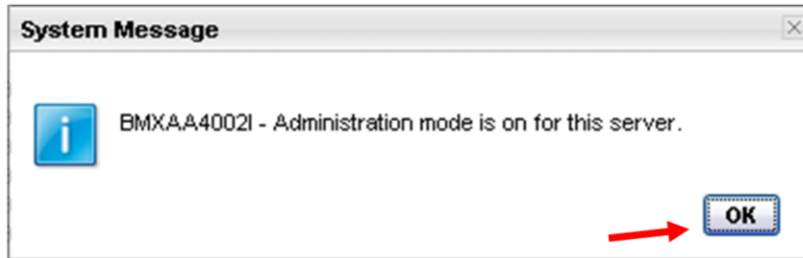 System Message
BMXAA4002I - Administration mode is on for this server.
OK